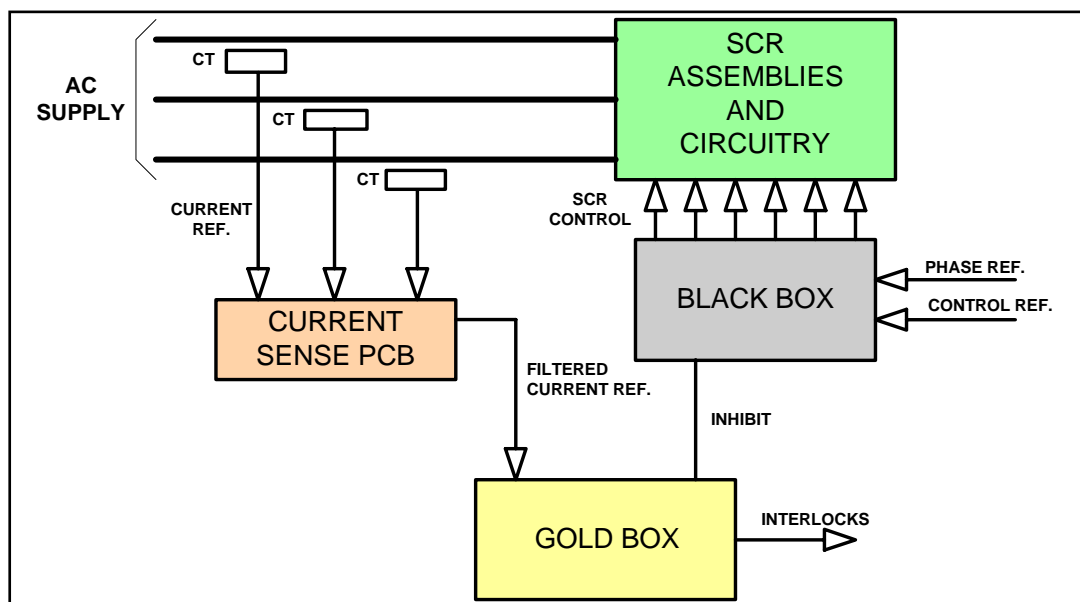 AC
SUPPLY
CT
CT
CT
SCR
ASSEMBLIES
AND
CIRCUITRY
CURRENT
REF.
SCR
CONTROL
BLACK BOX
PHASE REF.
CONTROL REF.
CURRENT
SENSE PCB
FILTERED
CURRENT REF.
INHIBIT
GOLD BOX
INTERLOCKS